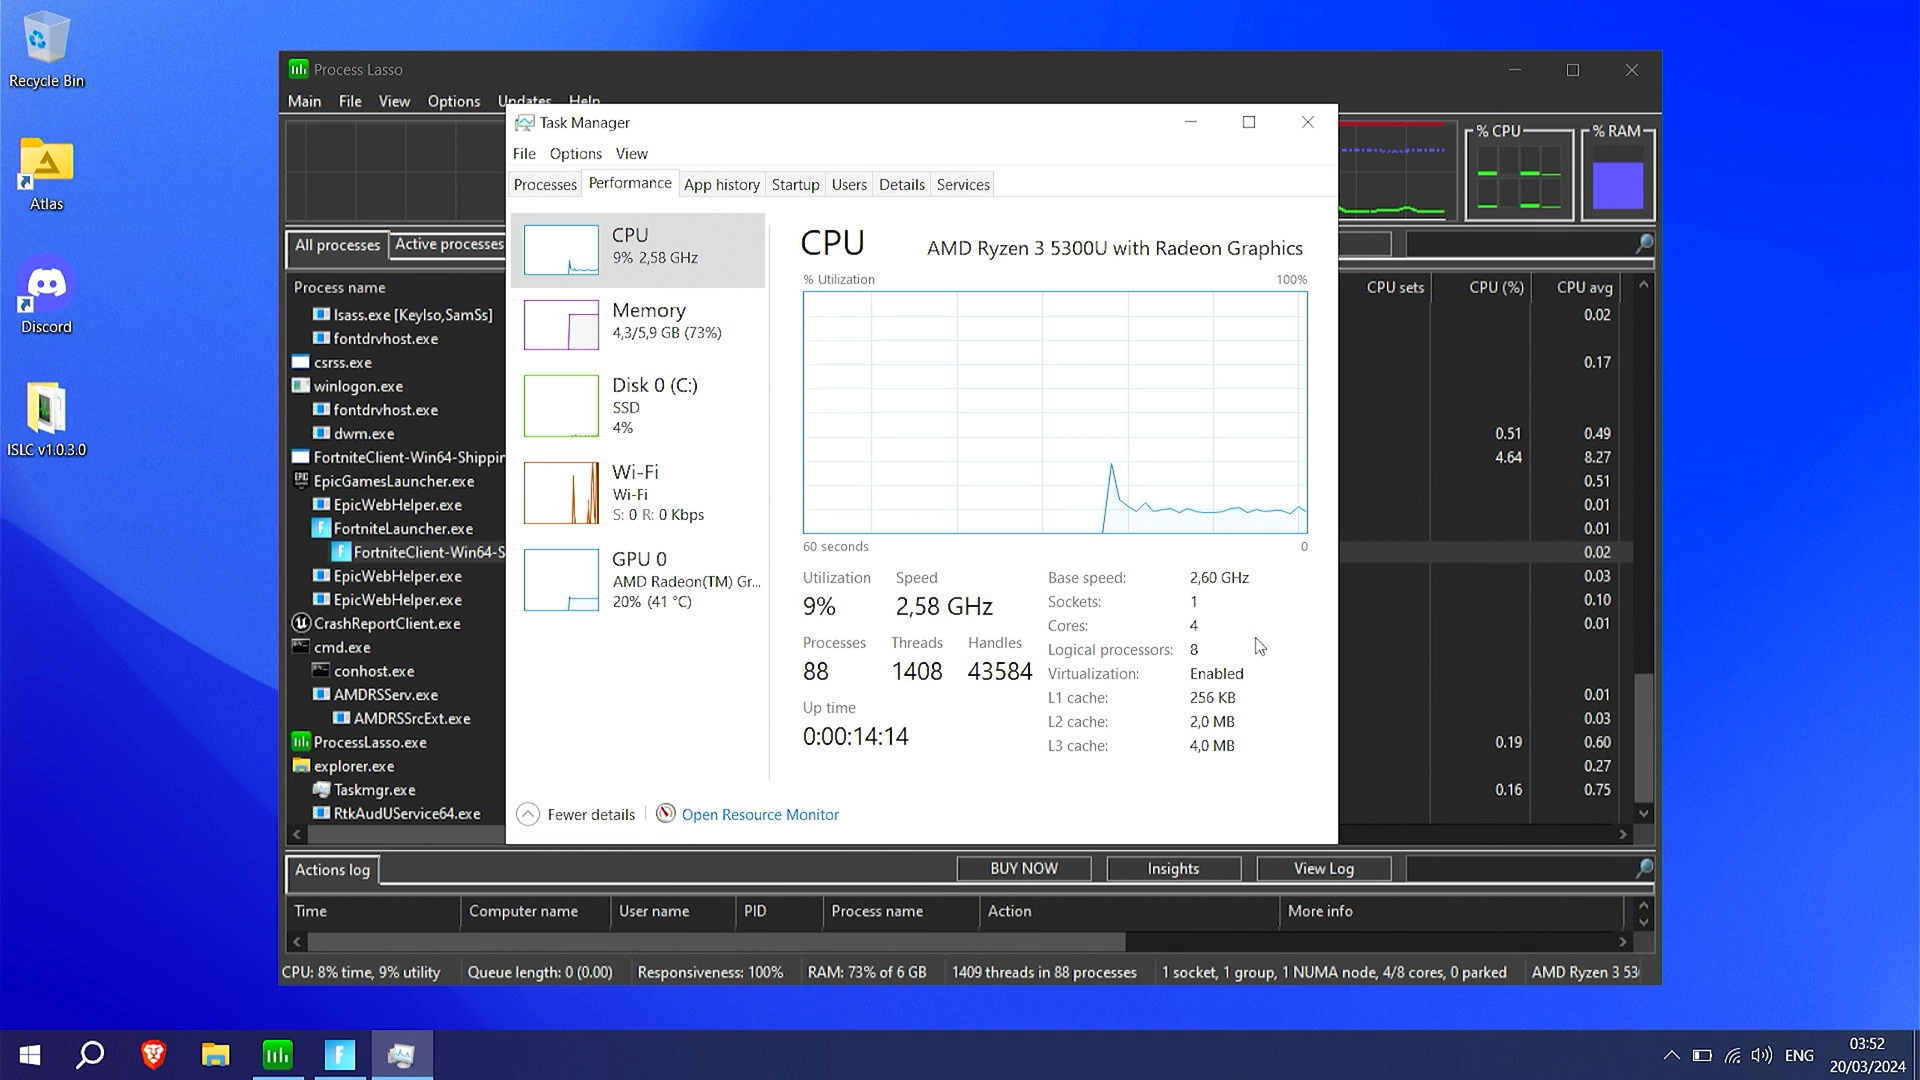 Recycle Bin
Atlas
Discord
ISLC v1.0.3.0
Process Lasso
Main File View Options Updates Help
% CPU
% RAM
All processes
Active processes
Process name
CPU sets
CPU (%)
CPU avg
lsass.exe [KeyIso,SamSs]
0.02
fontdrvhost.exe
csrss.exe
0.17
winlogon.exe
fontdrvhost.exe
dwm.exe
0.51
0.49
FortniteClient-Win64-Shippin
4.64
8.27
EPIC
EpicGamesLauncher.exe
0.51
EpicWebHelper.exe
0.01
F
FortniteLauncher.exe
0.01
F
FortniteClient-Win64-S
0.02
EpicWebHelper.exe
0.03
EpicWebHelper.exe
0.10
CrashReportClient.exe
0.01
cmd.exe
conhost.exe
AMDRSServ.exe
0.01
AMDRSSrcExt.exe
0.03
ProcessLasso.exe
0.19
0.60
explorer.exe
0.27
Taskmgr.exe
0.16
0.75
RtkAudUService64.exe
Task Manager
File Options View
Processes
Performance
App history
Startup
Users
Details
Services
CPU
9% 2,58 GHz
Memory
4,3/5,9 GB (73%)
Disk 0 (C:)
SSD
4%
Wi-Fi
Wi-Fi
S: 0 R: 0 Kbps
GPU 0
AMD Radeon(TM) Gr...
20% (41 °C)
CPU
AMD Ryzen 3 5300U with Radeon Graphics
% Utilization
100%
60 seconds
0
Utilization
Speed
9%
2,58 GHz
Processes
Threads
Handles
88
1408
43584
Up time
0:00:14:14
Base speed: 2,60 GHz
Sockets: 1
Cores: 4
Logical processors: 8
Virtualization: Enabled
L1 cache: 256 KB
L2 cache: 2,0 MB
L3 cache: 4,0 MB
Fewer details
Open Resource Monitor
Actions log
BUY NOW
Insights
View Log
Time
Computer name
User name
PID
Process name
Action
More info
CPU: 8% time, 9% utility
Queue length: 0 (0.00)
Responsiveness: 100%
RAM: 73% of 6 GB
1409 threads in 88 processes
1 socket, 1 group, 1 NUMA node, 4/8 cores, 0 parked
AMD Ryzen 3 53
F
ENG
03:52
20/03/2024